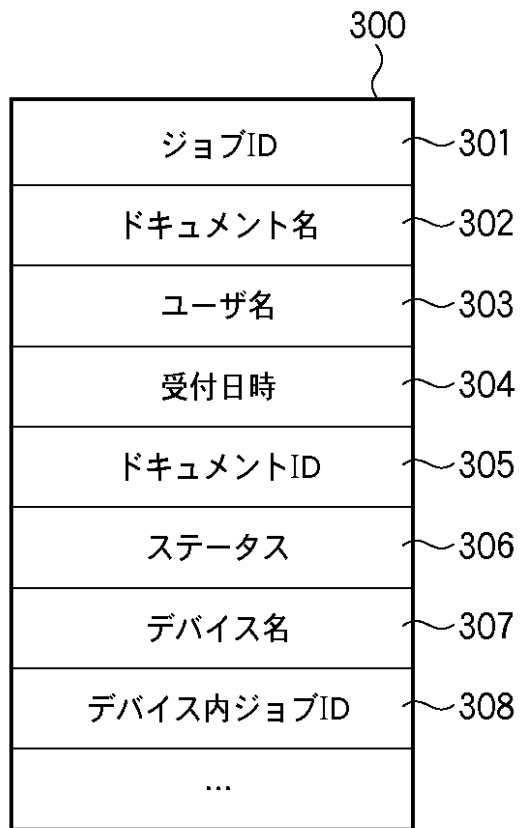 300
ジョブID 301
ドキュメント名 302
ユーザ名 303
受付日時 304
ドキュメントID 305
ステータス 306
デバイス名 307
デバイス内ジョブID 308
…